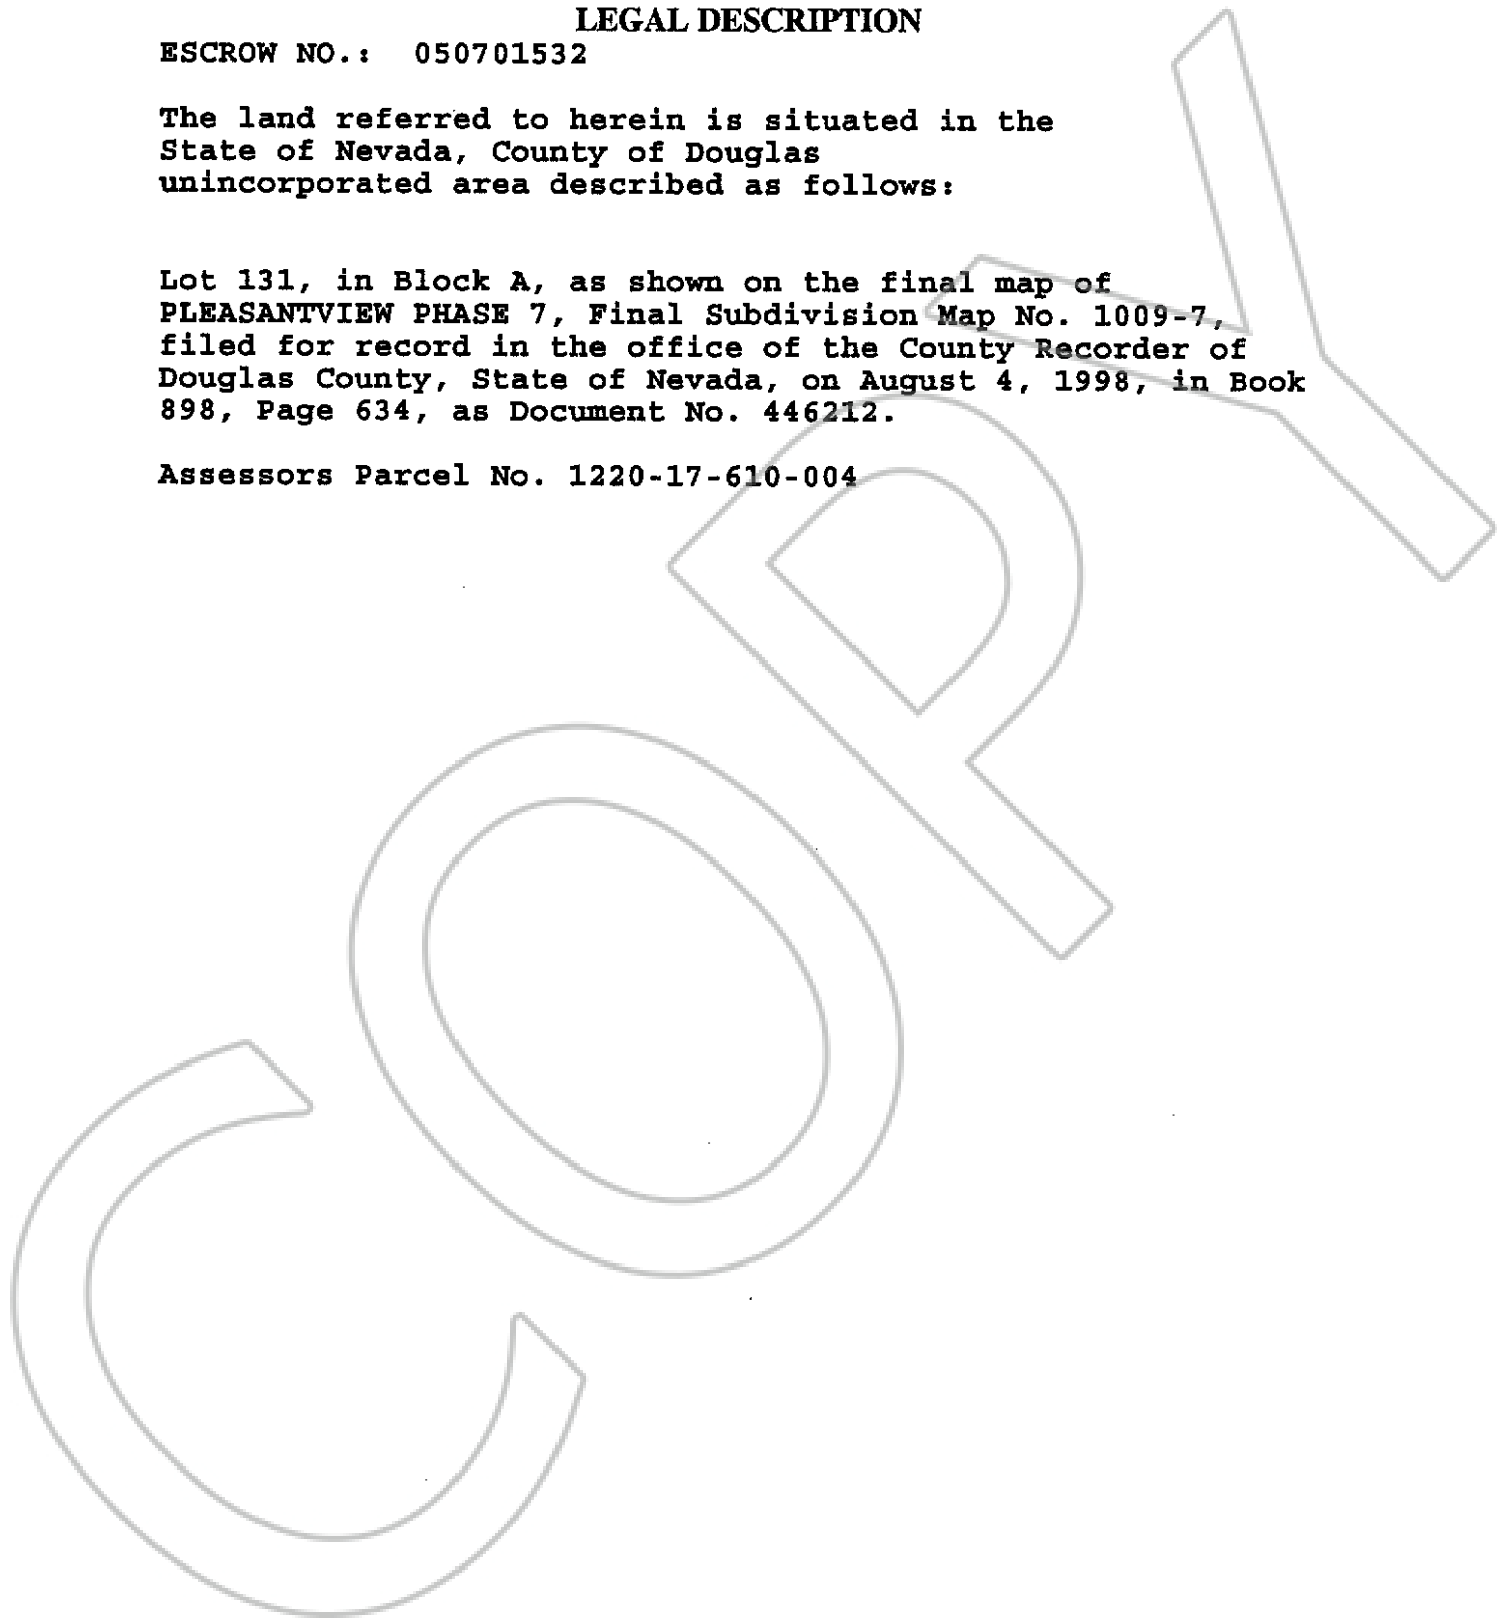 LEGAL DESCRIPTION
ESCROW NO.: 050701532
The land referred to herein is situated in the
State of Nevada, County of Douglas
unincorporated area described as follows:
Lot 131, in Block A, as shown on the final map of
PLEASANTVIEW PHASE 7, Final Subdivision Map No. 1009-7,
filed for record in the office of the County Recorder of
Douglas County, State of Nevada, on August 4, 1998, in Book
898, Page 634, as Document No. 446212.
Assessors Parcel No. 1220-17-610-004
COPY